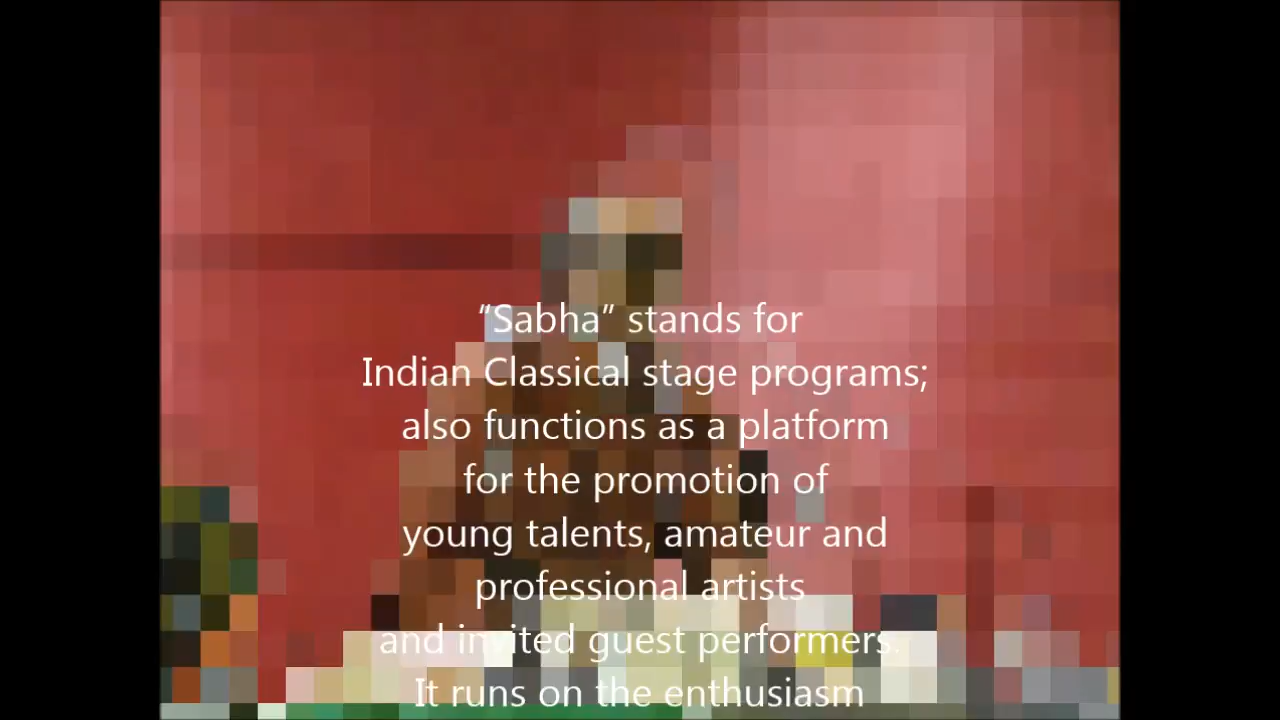 “Sabha” stands for
Indian Classical stage programs;
also functions as a platform
for the promotion of
young talents, amateur and
professional artists
and invited guest performers.
It runs on the enthusiasm